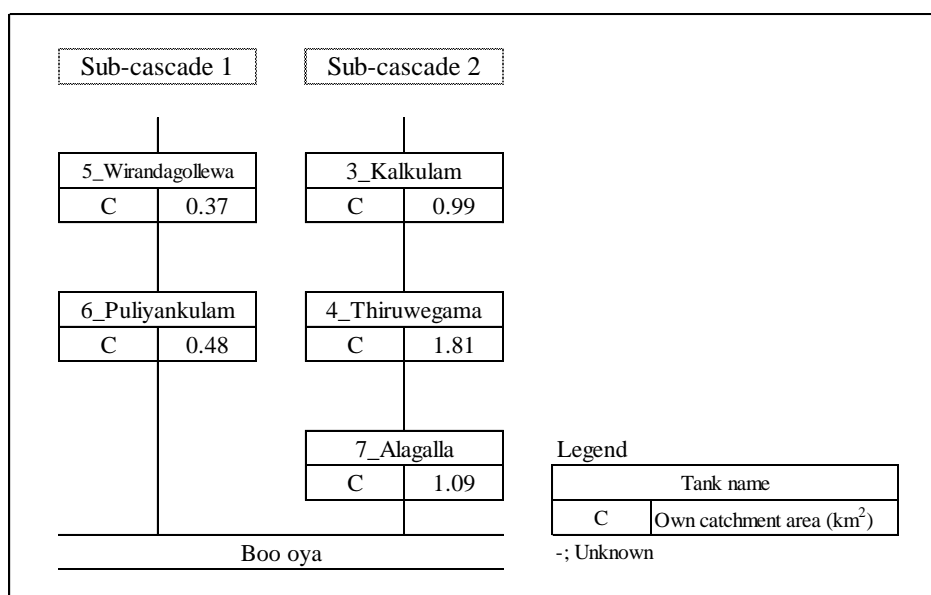 Sub-cascade 1 Sub-cascade 2
5_Wirandagollewa 3_Kalkulam
C 0.37 C 0.99
6_Puliyankulam 4_Thiruwegama
C 0.48 C 1.81
7_Alagalla
C 1.09
Boo oya
Legend
Tank name
C Own catchment area (km²)
-; Unknown